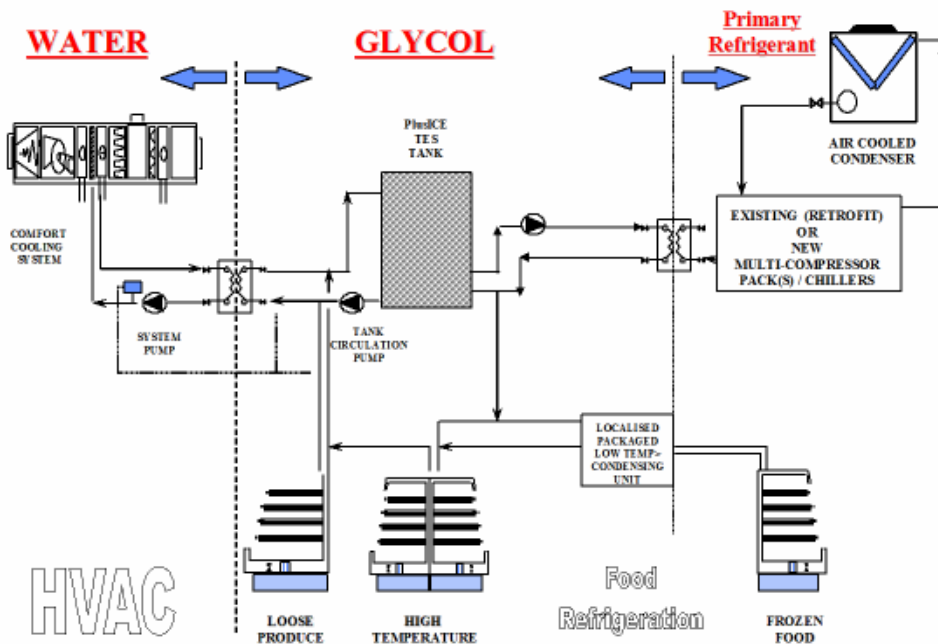 WATER
GLYCOL
Primary
Refrigerant
PlusICE
TES
TANK
AIR COOLED
CONDENSER
COMFORT
COOLING
SYSTEM
EXISTING (RETROFIT)
OR
NEW
MULTI-COMPRESSOR
PACK(S) / CHILLERS
SYSTEM
PUMP
TANK
CIRCULATION
PUMP
LOCALISED
PACKAGED
LOW TEMP>
CONDENSING
UNIT
HVAC
Food
Refrigeration
LOOSE
PRODUCE
HIGH
TEMPERATURE
FROZEN
FOOD